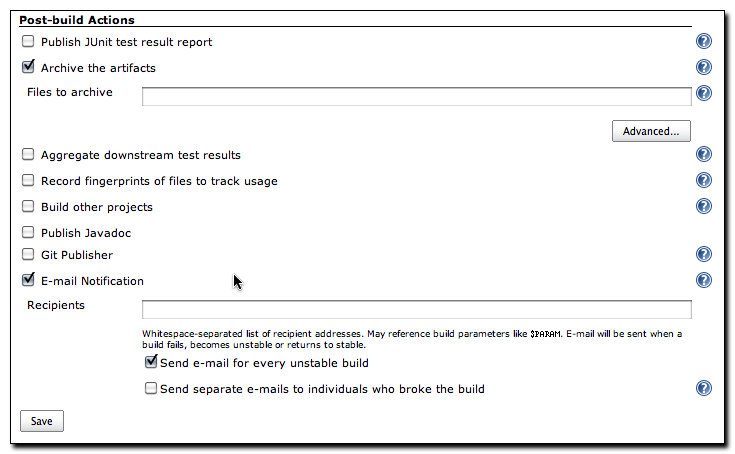 Post-build Actions
Publish JUnit test result report
?
Archive the artifacts
?
Files to archive
?
Advanced...
Aggregate downstream test results
?
Record fingerprints of files to track usage
?
Build other projects
?
Publish Javadoc
Git Publisher
?
E-mail Notification
?
Recipients
Whitespace-separated list of recipient addresses. May reference build parameters like $PARAM. E-mail will be sent when a
build fails, becomes unstable or returns to stable.
Send e-mail for every unstable build
Send separate e-mails to individuals who broke the build
?
Save